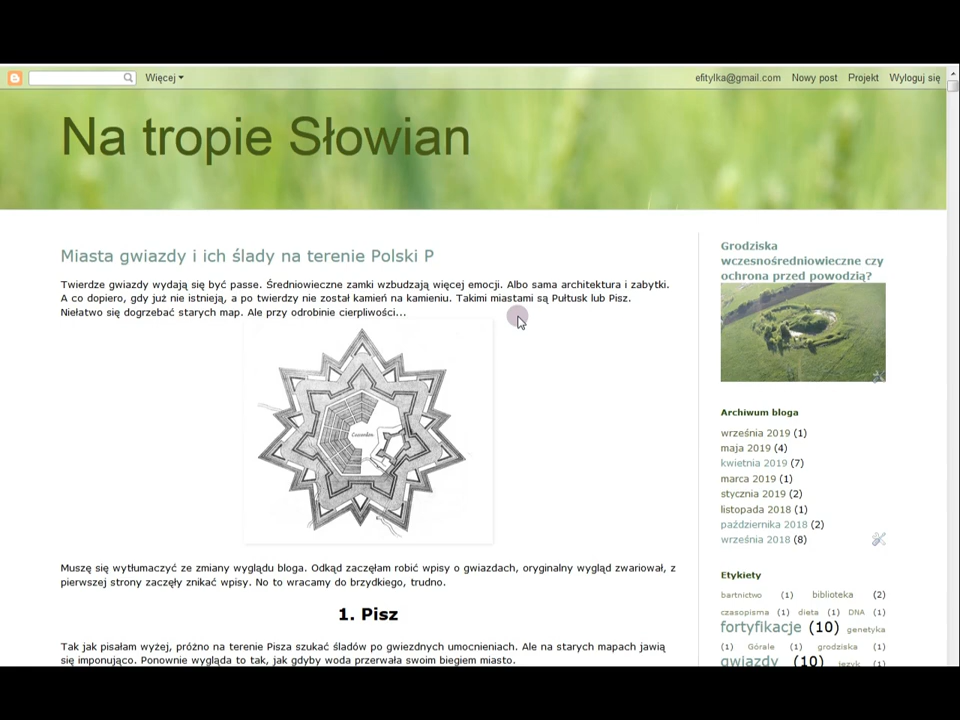 Więcej
efitylka@gmail.com Nowy post Projekt Wyloguj się
Na tropie Słowian
Miasta gwiazdy i ich ślady na terenie Polski P
Twierdze gwiazdy wydają się być passe. Średniowieczne zamki wzbudzają więcej emocji. Albo sama architektura i zabytki.
A co dopiero, gdy już nie istnieją, a po twierdzy nie został kamień na kamieniu. Takimi miastami są Pułtusk lub Pisz.
Niełatwo się dogrzebać starych map. Ale przy odrobinie cierpliwości...
Muszę się wytłumaczyć ze zmiany wyglądu bloga. Odkąd zaczęłam robić wpisy o gwiazdach, oryginalny wygląd zwariował, z
pierwszej strony zaczęły znikać wpisy. No to wracamy do brzydkiego, trudno.
1. Pisz
Tak jak pisałam wyżej, próżno na terenie Pisza szukać śladów po gwiezdnych umocnieniach. Ale na starych mapach jawią
się imponująco. Ponownie wygląda to tak, jak gdyby woda przerwała swoim biegiem miasto.
Grodziska
wczesnośredniowieczne czy
ochrona przed powodzią?
Archiwum bloga
września 2019 (1)
maja 2019 (4)
kwietnia 2019 (7)
marca 2019 (1)
stycznia 2019 (2)
listopada 2018 (1)
października 2018 (2)
września 2018 (8)
Etykiety
bartnictwo (1) biblioteka (2)
czasopisma (1) dieta (1) DNA (1)
fortyfikacje (10) genetyka
(1) Górale (1) grodziska (1)
gwiazdy (10) język (1)